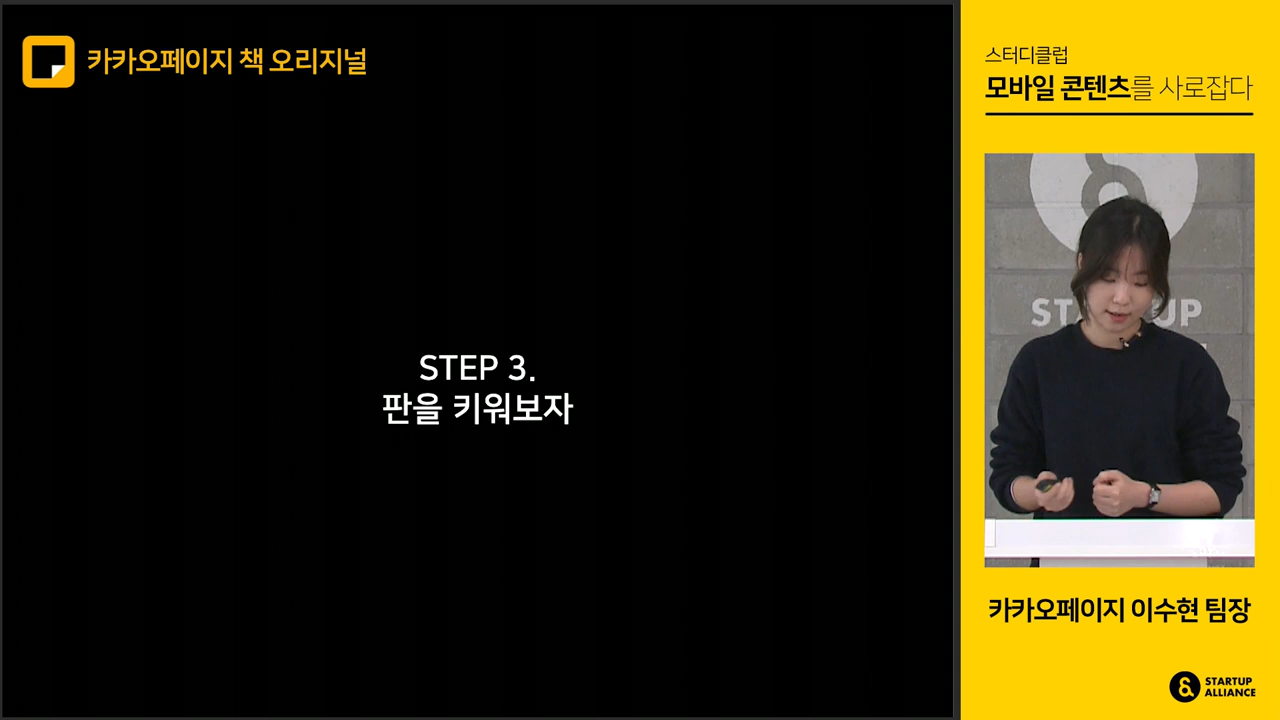 카카오페이지 책 오리지널
STEP 3.
판을 키워보자
스터디클럽
모바일 콘텐츠를 사로잡다
카카오페이지 이수현 팀장
STARTUP
ALLIANCE